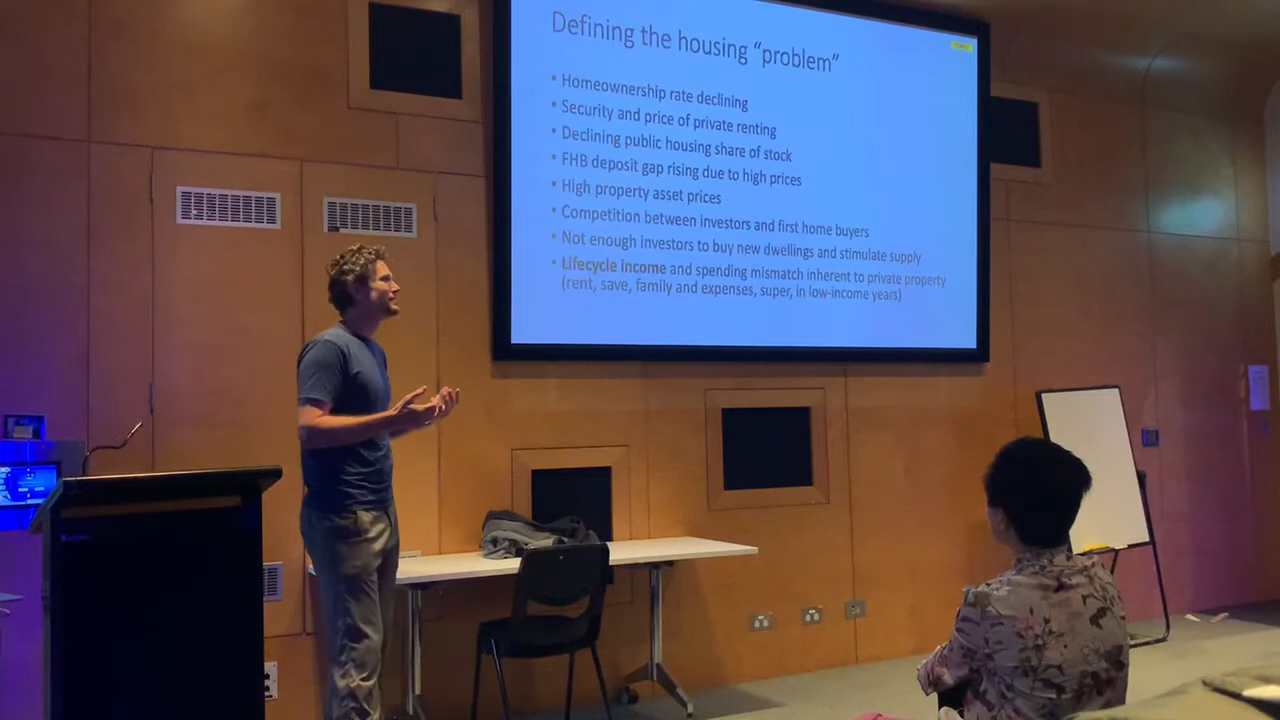 Defining the housing “problem”
• Homeownership rate declining
• Security and price of private renting
• Declining public housing share of stock
• FHB deposit gap rising due to high prices
• HIgh property asset prices
• Competition between investors and first home buyers
• Not enough investors to buy new dwellings and stimulate supply
• Lifecycle income and spending mismatch inherent to private property
(rent, save, family and expenses, super, in low-income years)